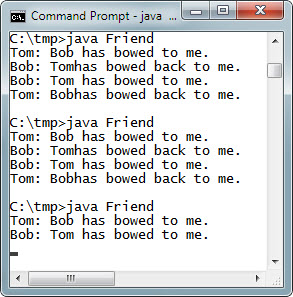 Command Prompt - java ...
C:\tmp>java Friend
Tom: Bob has bowed to me.
Bob: Tomhas bowed back to me.
Bob: Tom has bowed to me.
Tom: Bobhas bowed back to me.
C:\tmp>java Friend
Tom: Bob has bowed to me.
Bob: Tomhas bowed back to me.
Bob: Tom has bowed to me.
Tom: Bobhas bowed back to me.
C:\tmp>java Friend
Tom: Bob has bowed to me.
Bob: Tom has bowed to me.